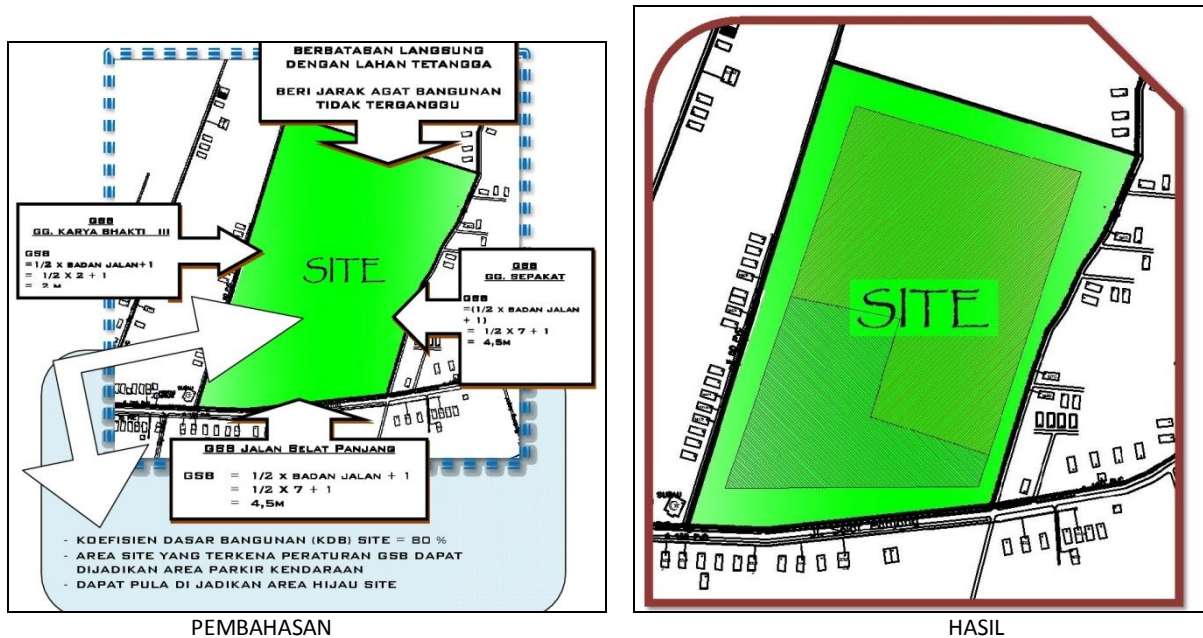 BERBATASAN LANGSUNG
DENGAN LAHAN TETANGGA
BERI JARAK AGAT BANGUNAN
TIDAK TERGANGGU
GSB
GG. KARYA BHAKTI III
GSB
=1/2 X BADAN JALAN+1
= 1/2 X 2 + 1
= 2 M
SITE
GSB
GG. SEPAKAT
GSB
=(1/2 X BADAN JALAN
+ 1)
= 1/2 X 7 + 1
= 4,5M
SURAU
GSB JALAN SELAT PANJANG
GSB = 1/2 X BADAN JALAN + 1
= 1/2 X 7 + 1
= 4,5M
- KOEFISIEN DASAR BANGUNAN (KDB) SITE = 80 %
- AREA SITE YANG TERKENA PERATURAN GSB DAPAT
DIJADIKAN AREA PARKIR KENDARAAN
- DAPAT PULA DI JADIKAN AREA HIJAU SITE
PEMBAHASAN
SITE
SURAU
HASIL